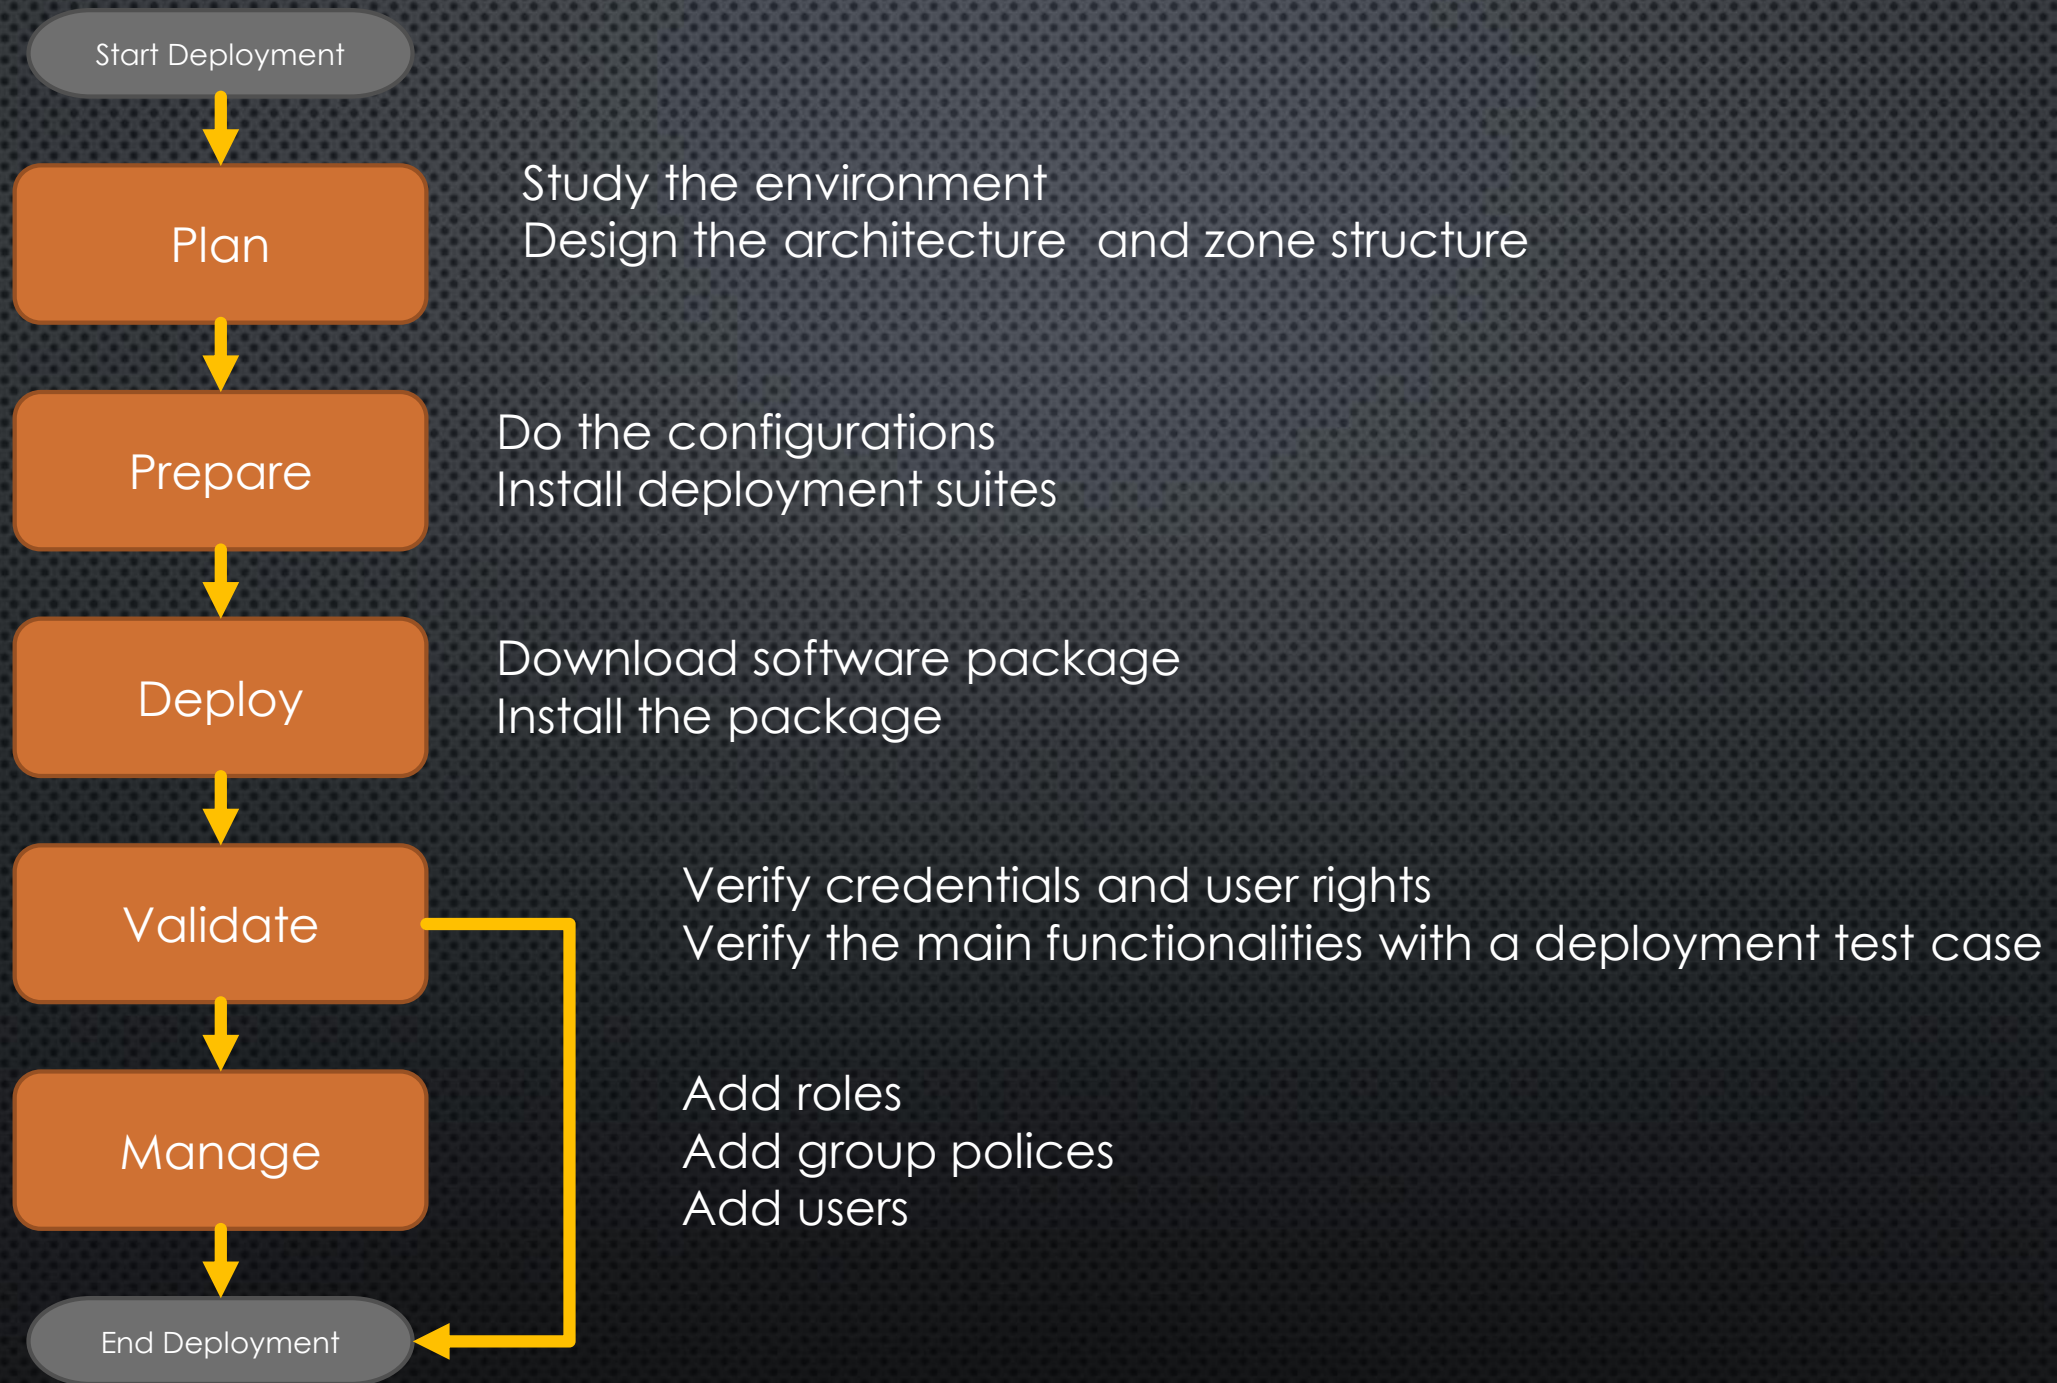 Start Deployment
Plan
Study the environment
Design the architecture  and zone structure
Prepare
Do the configurations
Install deployment suites
Deploy
Download software package
Install the package
Validate
Verify credentials and user rights
Verify the main functionalities with a deployment test case
Manage
Add roles
Add group polices
Add users
End Deployment